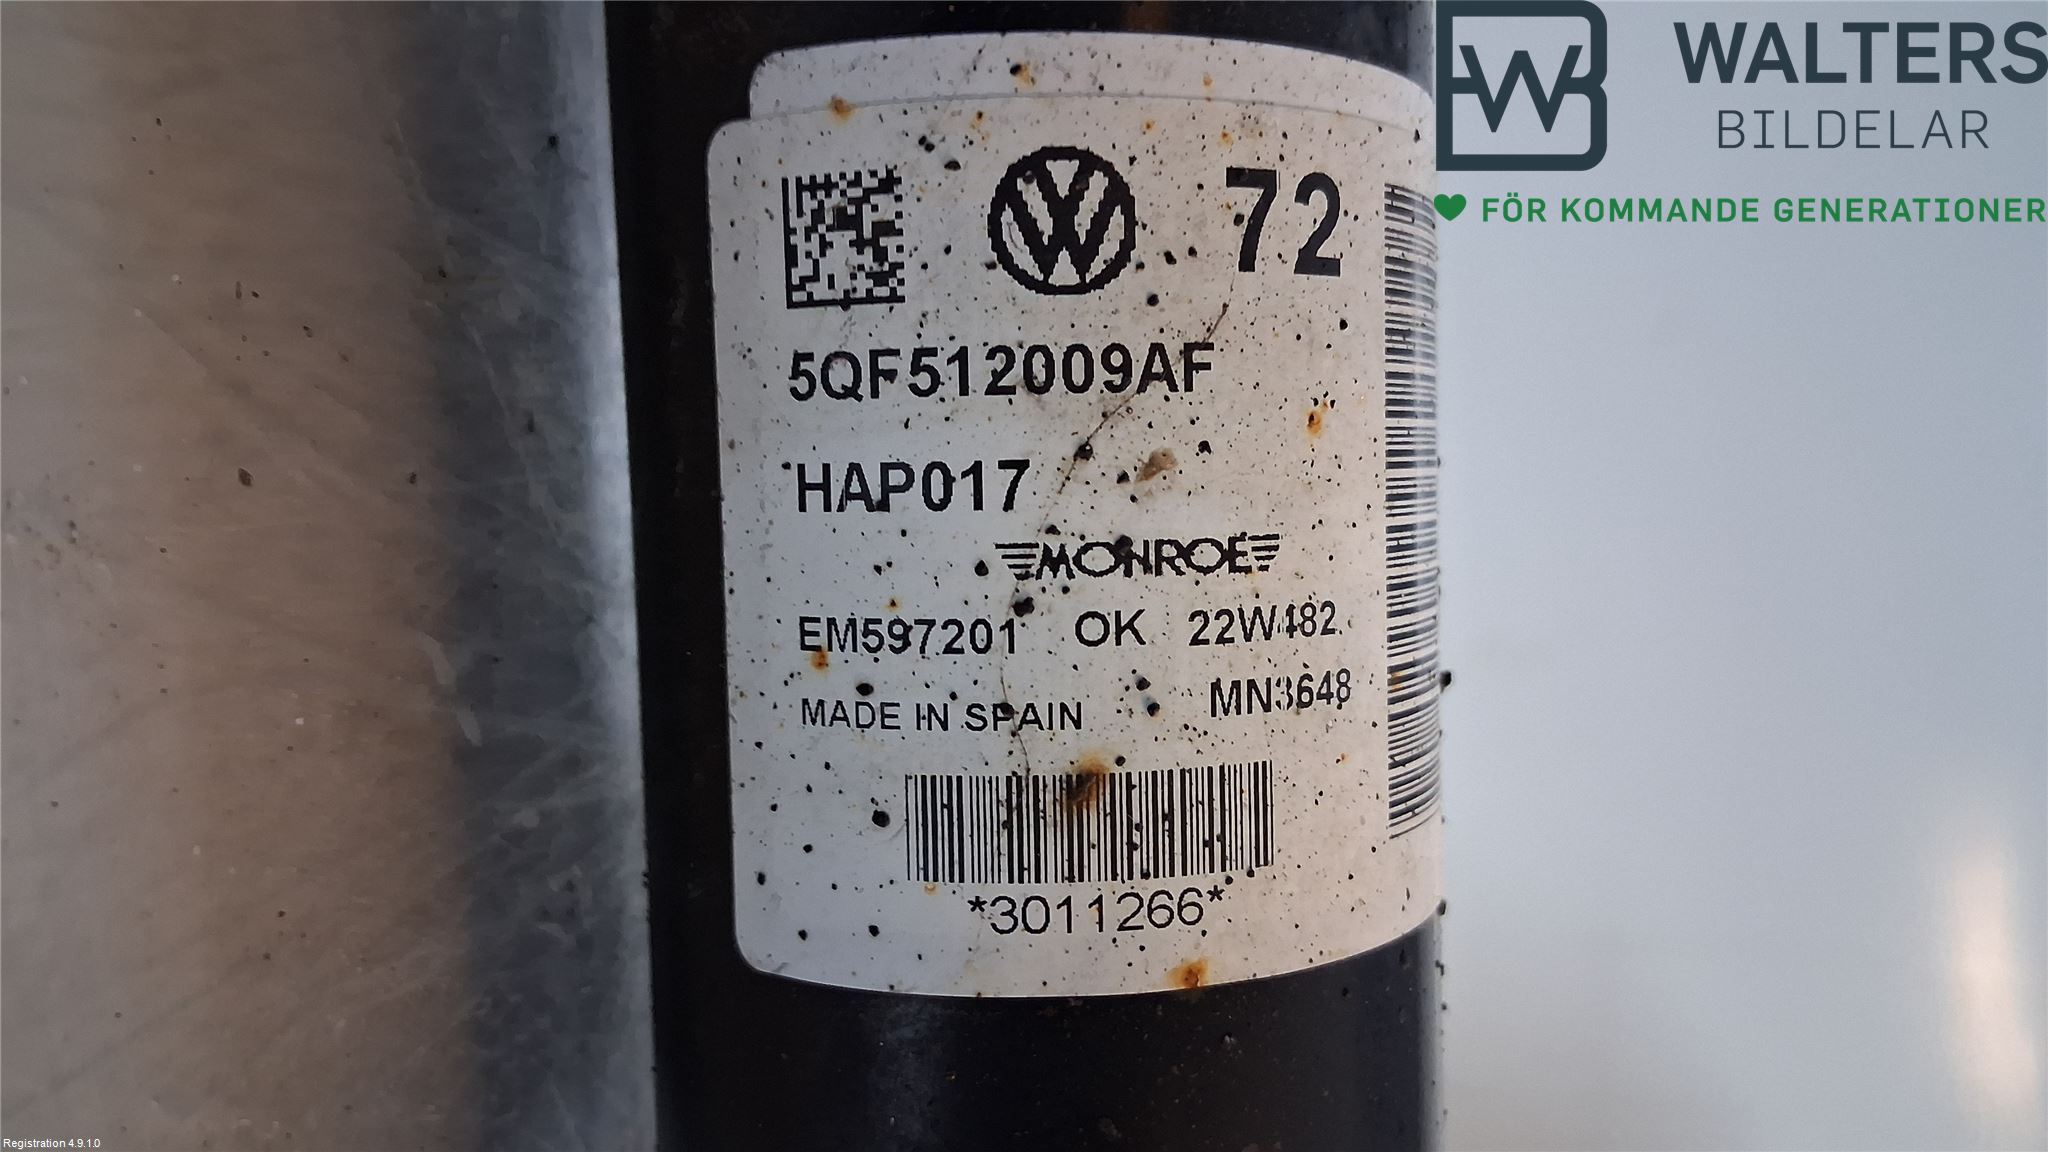 WALTERS
BILDELAR
FÖR KOMMANDE GENERATIONER
72
5QF512009AF
HAP017
MONROE
EM597201 OK 22W482
MADE IN SPAIN MN3648
*3011266*
Registration 4.9.1.0